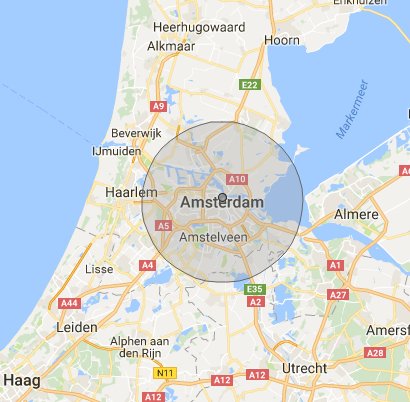 Enkhuizen
Heerhugowaard
Hoorn
Alkmaar
E22
A9
Markermeer
Beverwijk
IJmuiden
A10
Haarlem
Amsterdam
Almere
A5
Amstelveen
Lisse
A4
A1
E35
A27
A44
A2
Leiden
Amersf
Alphen aan
den Rijn
A28
Utrecht
Haag
N11
A12
A12
A12